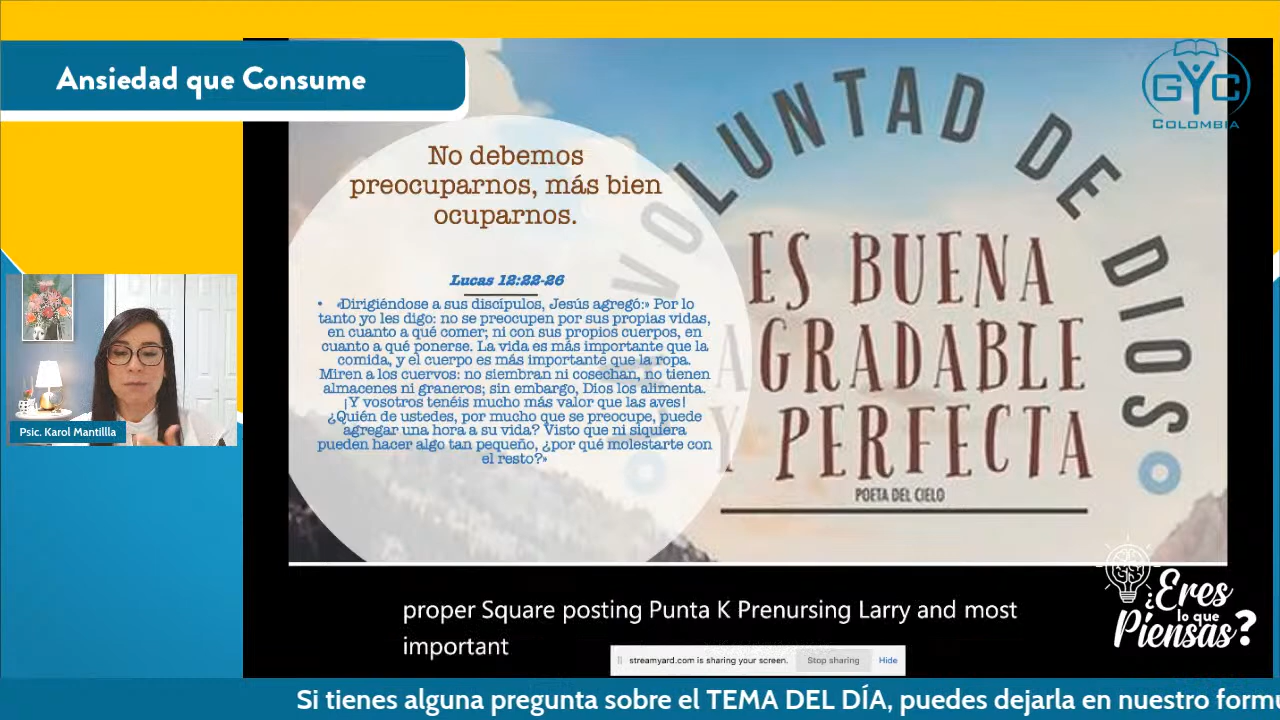 Ansiedad que Consume
GYC
COLOMBIA
No debemos
preocuparnos, más bien
ocuparnos.
Lucas 12:22-26
• «Dirigiéndose a sus discípulos, Jesús agregó:» Por lo
tanto yo les digo: no se preocupen por sus propias vidas,
en cuanto a qué comer; ni con sus propios cuerpos, en
cuanto a qué ponerse. La vida es más importante que la
comida, y el cuerpo es más importante que la ropa.
Miren a los cuervos: no siembran ni cosechan, no tienen
almacenes ni graneros; sin embargo, Dios los alimenta.
¡Y vosotros tenéis mucho más valor que las aves!
¿Quién de ustedes, por mucho que se preocupe, puede
agregar una hora a su vida? Visto que ni siquiera
pueden hacer algo tan pequeño, ¿por qué molestarte con
el resto?»
LA VOLUNTAD DE DIOS
ES BUENA
AGRADABLE
Y PERFECTA
POETA DEL CIELO
Psic. Karol Mantillla
proper Square posting Punta K Prenursing Larry and most
important
streamyard.com is sharing your screen. Stop sharing Hide
¿Eres
lo que
Piensas?
Si tienes alguna pregunta sobre el TEMA DEL DÍA, puedes dejarla en nuestro formu